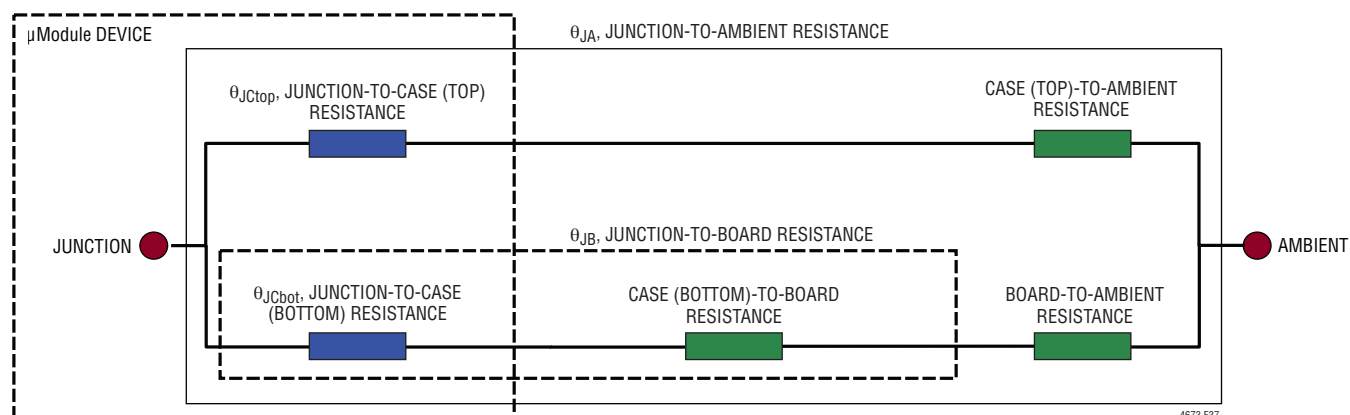 µModule DEVICE
θJA, JUNCTION-TO-AMBIENT RESISTANCE
θJCtop, JUNCTION-TO-CASE (TOP)
RESISTANCE
CASE (TOP)-TO-AMBIENT
RESISTANCE
JUNCTION
θJB, JUNCTION-TO-BOARD RESISTANCE
AMBIENT
θJCbot, JUNCTION-TO-CASE
(BOTTOM) RESISTANCE
CASE (BOTTOM)-TO-BOARD
RESISTANCE
BOARD-TO-AMBIENT
RESISTANCE
4673 F37